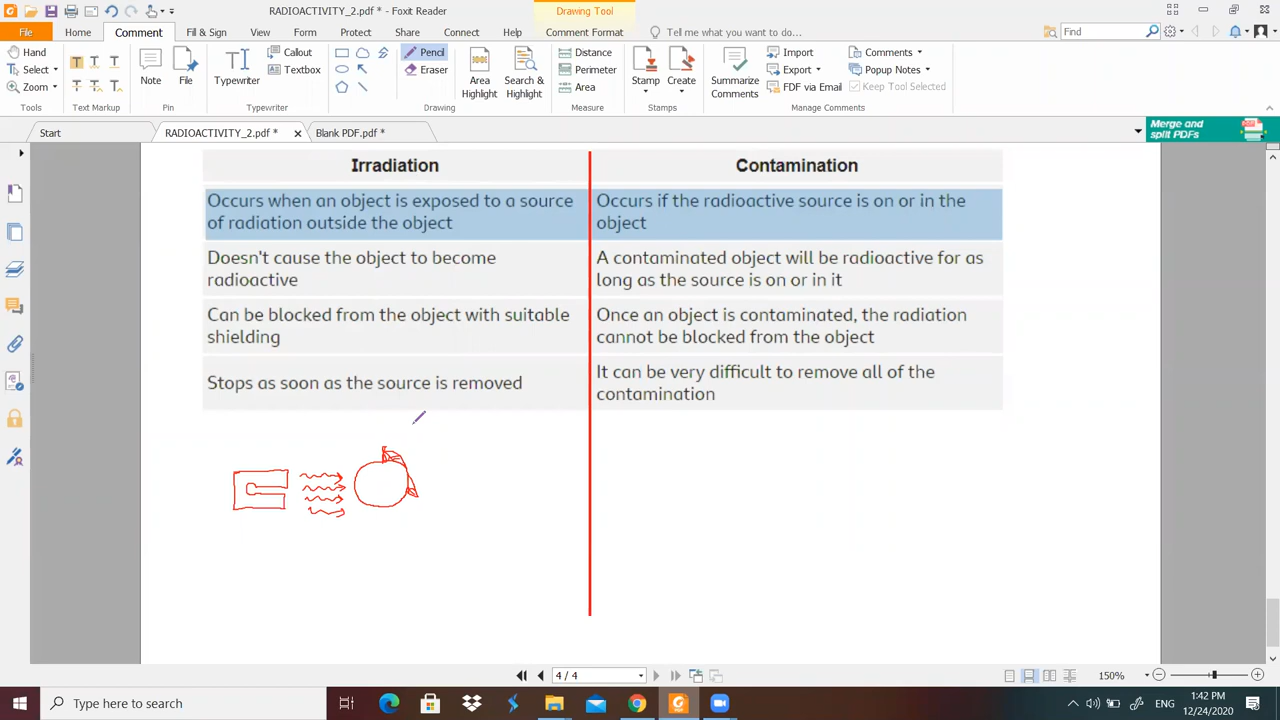 RADIOACTIVITY_2.pdf * - Foxit Reader
Drawing Tool
File Home Comment Fill & Sign View Form Protect Share Connect Help Comment Format Tell me what you want to do... Find
Hand
Select
Zoom
Tools
Text Markup
Note
File
Pin
Typewriter
Callout
Textbox
Typewriter
Pencil
Eraser
Drawing
Area Highlight
Search & Highlight
Distance
Perimeter
Area
Measure
Stamp
Create
Stamps
Summarize Comments
Import
Export
FDF via Email
Comments
Popup Notes
Keep Tool Selected
Manage Comments
Start RADIOACTIVITY_2.pdf * Blank PDF.pdf *
Merge and
split PDFs
Irradiation
Contamination
Occurs when an object is exposed to a source
of radiation outside the object
Occurs if the radioactive source is on or in the
object
Doesn't cause the object to become
radioactive
A contaminated object will be radioactive for as
long as the source is on or in it
Can be blocked from the object with suitable
shielding
Once an object is contaminated, the radiation
cannot be blocked from the object
Stops as soon as the source is removed
It can be very difficult to remove all of the
contamination
4 / 4
150%
Type here to search
ENG
1:42 PM
12/24/2020